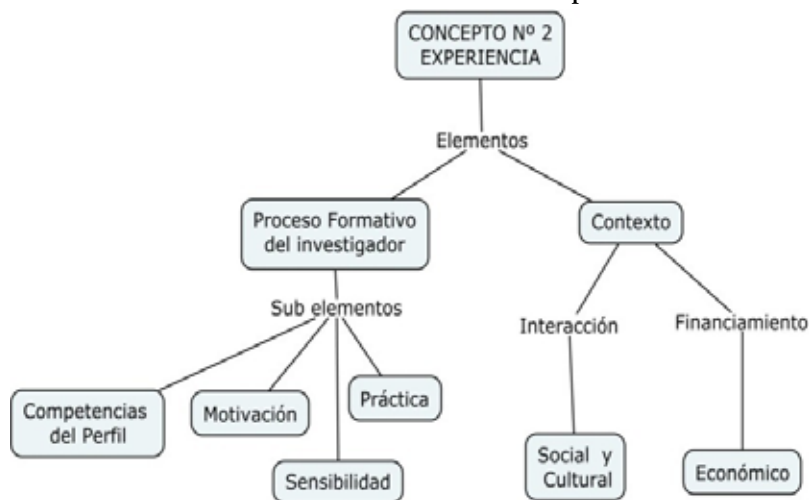 CONCEPTO Nº 2
EXPERIENCIA
Elementos
Proceso Formativo
del investigador
Contexto
Sub elementos
Interacción
Financiamiento
Competencias
del Perfil
Motivación
Práctica
Sensibilidad
Social y
Cultural
Económico